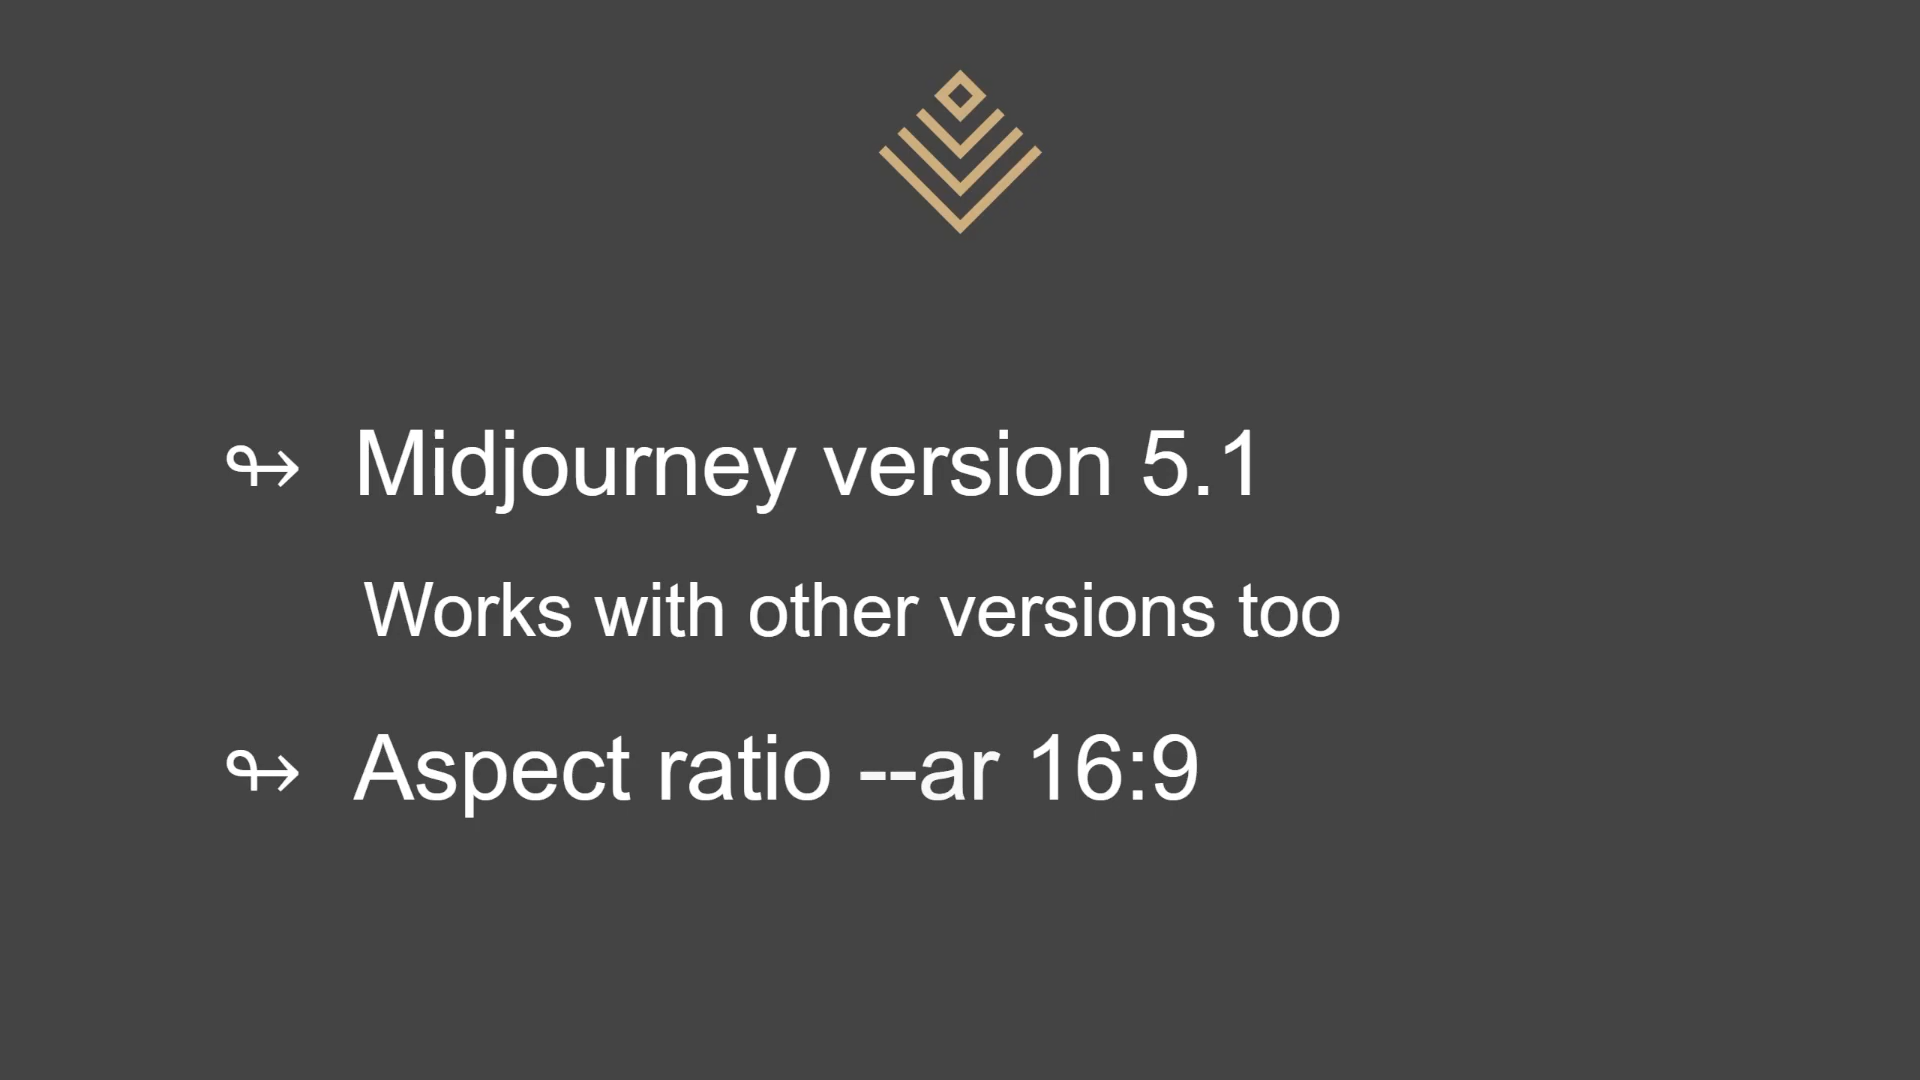 ↬ Midjourney version 5.1
Works with other versions too
↬ Aspect ratio --ar 16:9